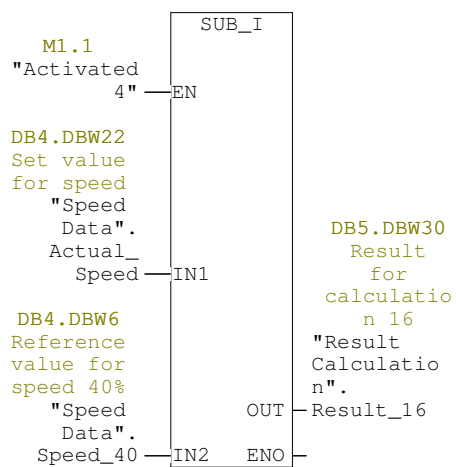 SUB_I
M1.1
"Activated
4"
EN
DB4.DBW22
Set value
for speed
"Speed
Data".
Actual_
Speed
IN1
DB4.DBW6
Reference
value for
speed 40%
"Speed
Data".
Speed_40
IN2
DB5.DBW30
Result
for
calculatio
n 16
"Result
Calculatio
n".
OUT
Result_16
ENO